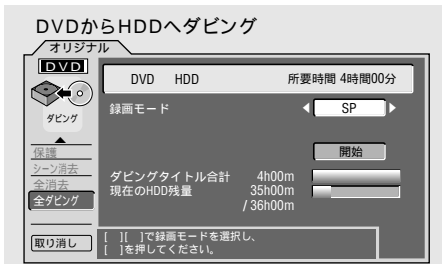 DVDからHDDへダビング
オリジナル
DVD
DVD HDD 所要時間 4時間00分
ダビング
録画モード SP
保護
シーン消去
全消去
全ダビング
開始
ダビングタイトル合計 4h00m
現在のHDD残量 35h00m
/ 36h00m
取り消し
[ ][ ]で録画モードを選択し、
[ ]を押してください。